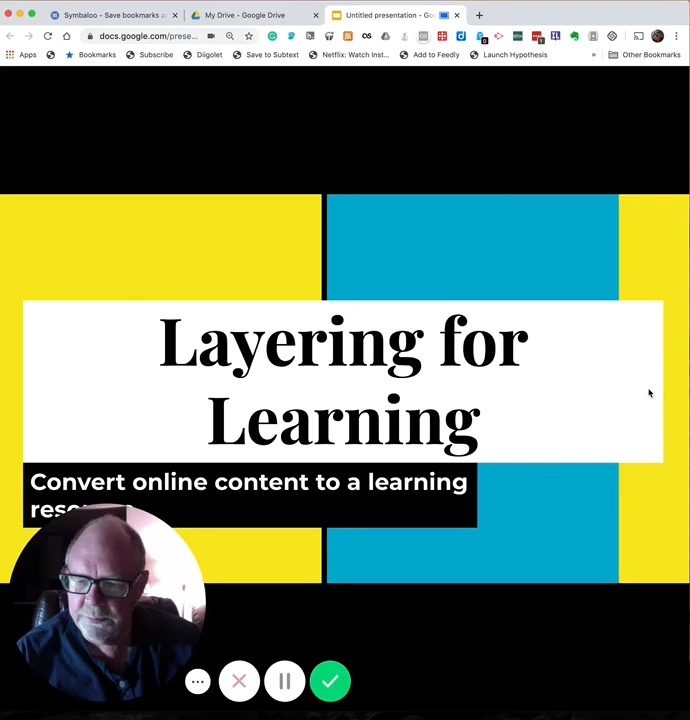 Symbaloo - Save bookmarks a
My Drive - Google Drive
Untitled presentation - Go
docs.google.com/prese...
Apps
Bookmarks
Subscribe
Diigolet
Save to Subtext
Netflix: Watch Inst...
Add to Feedly
Launch Hypothesis
»
Other Bookmarks
Layering for
Learning
Convert online content to a learning